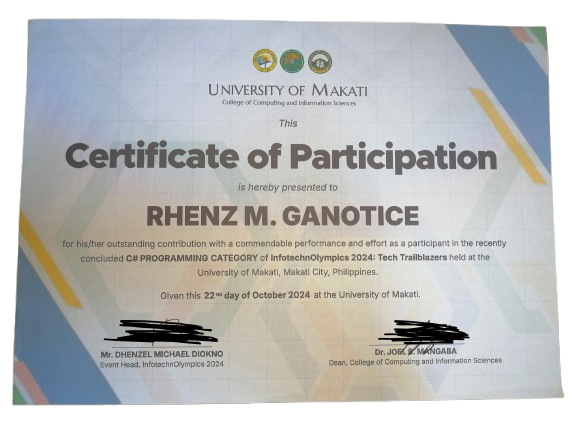 UNIVERSITY OF MAKATI
College of Computing and Information Sciences
This
Certificate of Participation
is hereby presented to
RHENZ M. GANOTICE
for his/her outstanding contribution with a commendable performance and effort as a participant in the recently
concluded C# PROGRAMMING CATEGORY of InfotechnOlympics 2024: Tech Trailblazers held at the
University of Makati, Makati City, Philippines.
Given this 22ⁿᵈ day of October 2024 at the University of Makati.
Mr. DHENZEL MICHAEL DIOKNO
Event Head, InfotechnOlympics 2024
Dr. JOEL B. MANGABA
Dean, College of Computing and Information Sciences